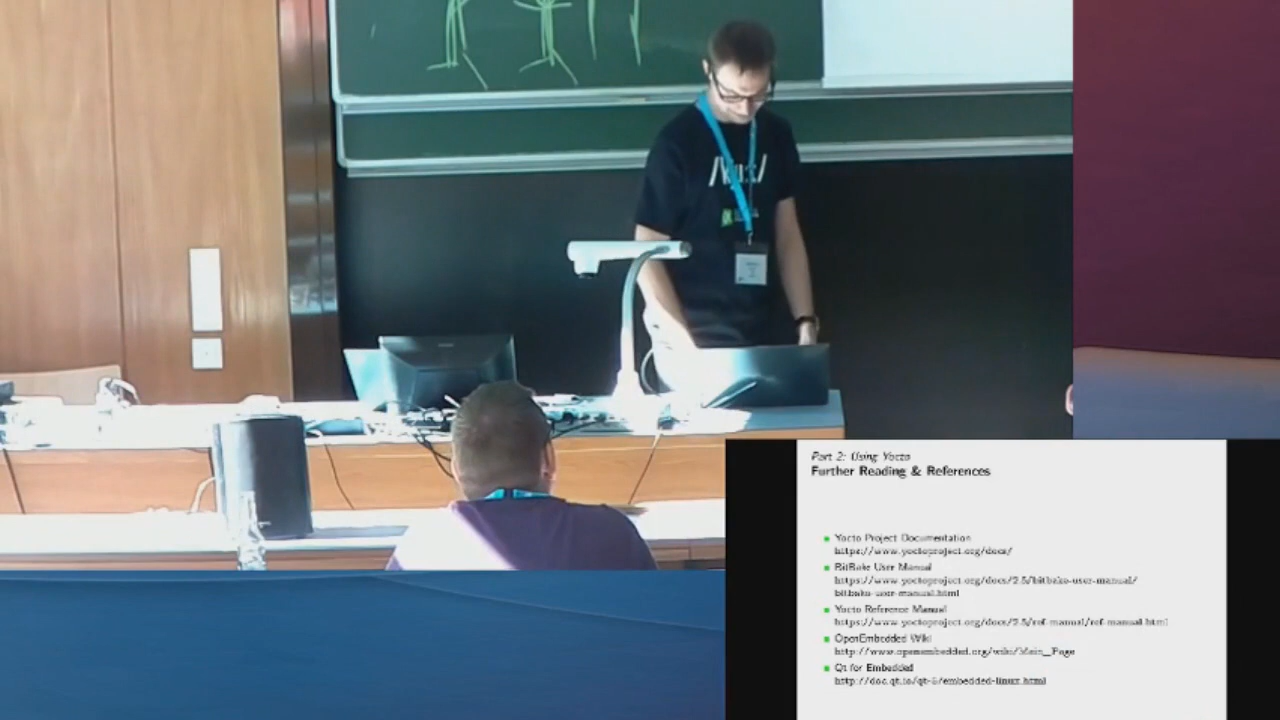 Part 2: Using Yocto
Further Reading & References
Yocto Project Documentation
https://www.yoctoproject.org/docs/
BitBake User Manual
https://www.yoctoproject.org/docs/2.5/bitbake-user-manual/
bitbake-user-manual.html
Yocto Reference Manual
https://www.yoctoproject.org/docs/2.5/ref-manual/ref-manual.html
OpenEmbedded Wiki
http://www.openembedded.org/wiki/Main_Page
Qt for Embedded
http://doc.qt.io/qt-5/embedded-linux.html